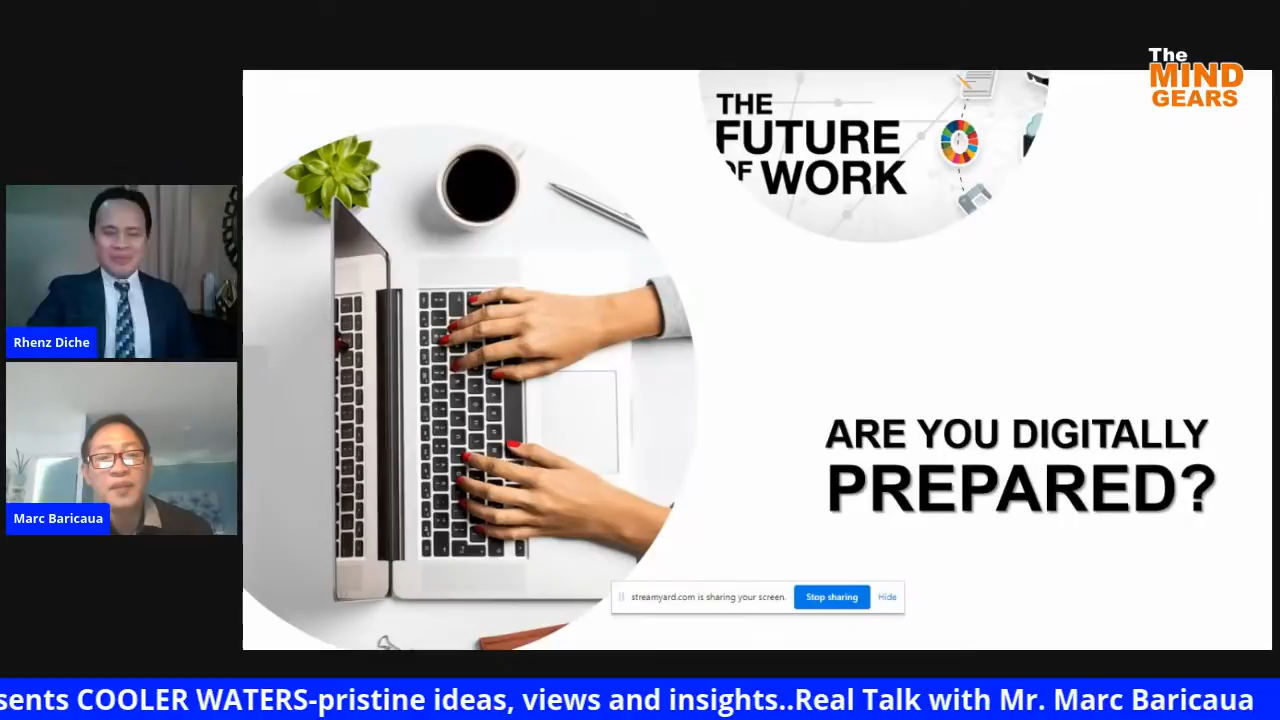 The
MIND
GEARS
THE
FUTURE
OF WORK
Rhenz Diche
Marc Baricaua
ARE YOU DIGITALLY
PREPARED?
streamyard.com is sharing your screen.
Stop sharing
Hide
sents COOLER WATERS-pristine ideas, views and insights..Real Talk with Mr. Marc Baricaua